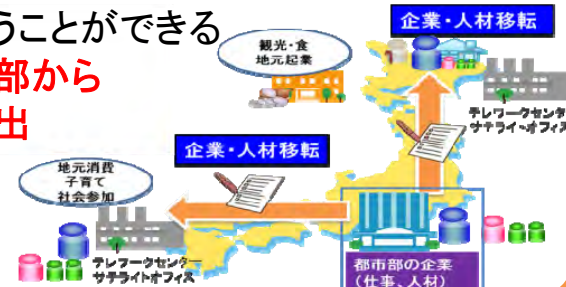 うことができる
部から
出
企業・人材移転
観光・食
地元起業
テレワークセンタ
サテライトオフィス
企業・人材移転
地元消費
子育て
社会参加
テレワークセンター
サテライトオフィス
都市部の企業
（仕事、人材）